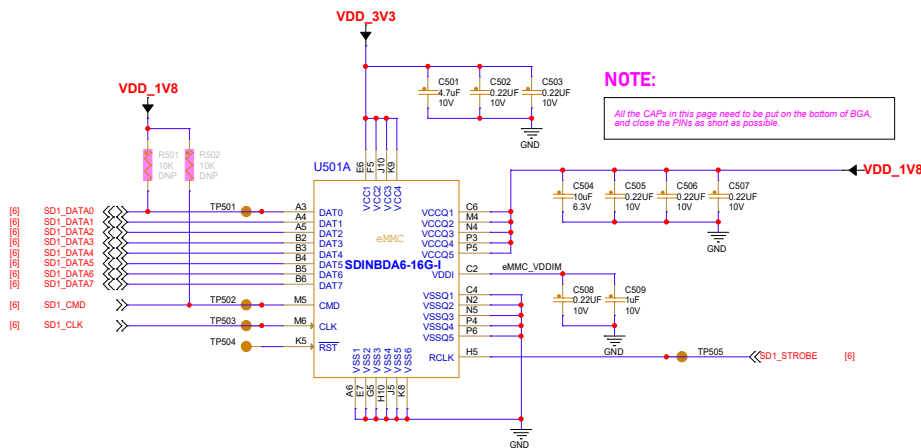 VDD_3V3
C501
4.7uF
10V
C502
0.22UF
10V
C503
0.22UF
10V
GND
NOTE:
All the CAPs in this page need to be put on the bottom of BGA,
and close the PINs as short as possible.
VDD_1V8
R501
10K
DNP
R502
10K
DNP
U501A
E6
F5
J10
K9
VCC1
VCC2
VCC3
VCC4
VDD_1V8
C504
10uF
6.3V
C505
0.22UF
10V
C506
0.22UF
10V
C507
0.22UF
10V
GND
[6] SD1_DATA0 TP501 A3 DAT0
[6] SD1_DATA1 A4 DAT1
[6] SD1_DATA2 A5 DAT2
[6] SD1_DATA3 B2 DAT3
[6] SD1_DATA4 B3 DAT4
[6] SD1_DATA5 B4 DAT5
[6] SD1_DATA6 B5 DAT6
[6] SD1_DATA7 B6 DAT7
[6] SD1_CMD TP502 M5 CMD
[6] SD1_CLK TP503 M6 CLK
TP504 K5 RST
eMMC
SDINBDA6-16G-I
VCCQ1 C6
VCCQ2 M4
VCCQ3 N4
VCCQ4 P3
VCCQ5 P5
VDDI C2 eMMC_VDDIM
C508
0.22UF
10V
C509
1uF
10V
GND
VSSQ1 C4
VSSQ2 N2
VSSQ3 N5
VSSQ4 P4
VSSQ5 P6
RCLK H5 TP505 SD1_STROBE [6]
VSS1
VSS2
VSS3
VSS4
VSS5
VSS6
A6
E7
G5
H10
J5
K8
GND